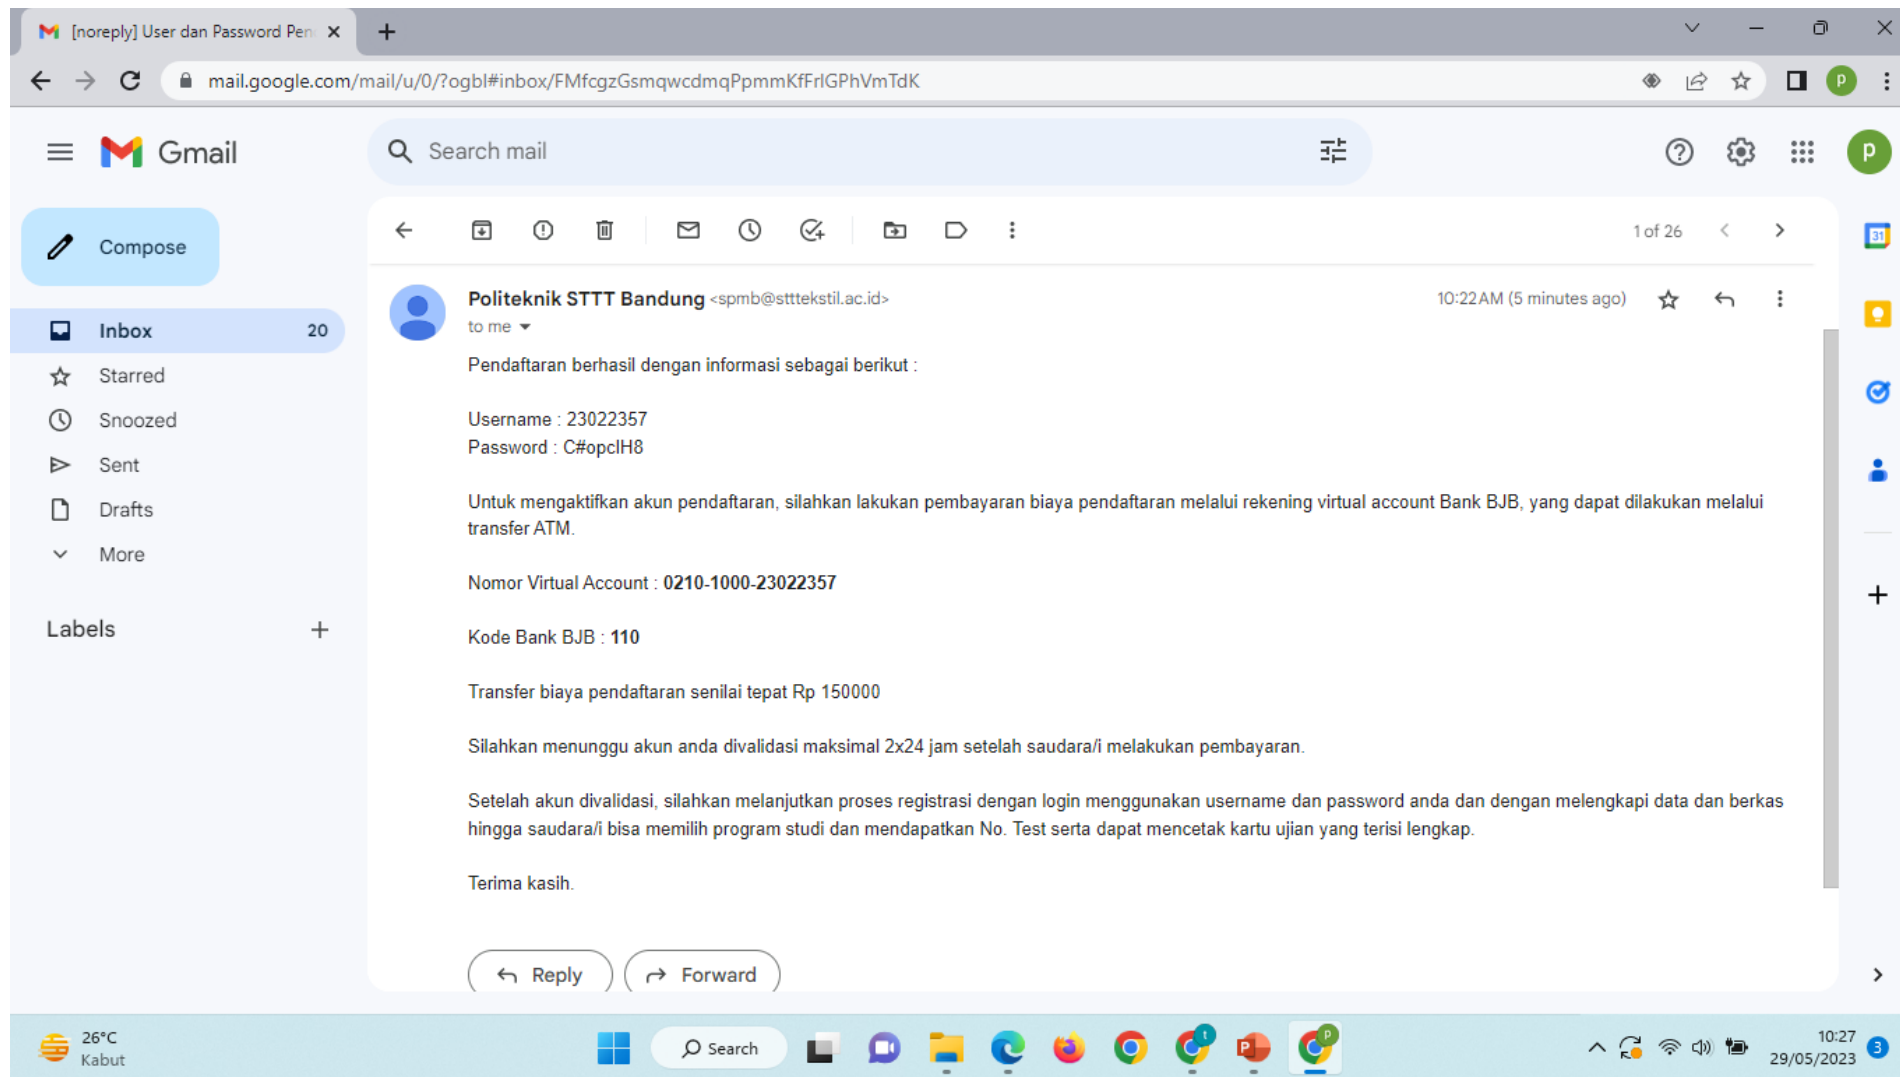 [noreply] User dan Password Pen
mail.google.com/mail/u/0/?ogbl#inbox/FMfcgzGsmqwcdmqPpmmKfFrlGPhVmTdK
p
Gmail
Search mail
p
Compose
1 of 26
31
Politeknik STTT Bandung <spmb@stttekstil.ac.id>
10:22 AM (5 minutes ago)
to me
Inbox 20
Starred
Snoozed
Sent
Drafts
More
Labels
Pendaftaran berhasil dengan informasi sebagai berikut :
Username : 23022357
Password : C#opclH8
Untuk mengaktifkan akun pendaftaran, silahkan lakukan pembayaran biaya pendaftaran melalui rekening virtual account Bank BJB, yang dapat dilakukan melalui
transfer ATM.
Nomor Virtual Account : 0210-1000-23022357
Kode Bank BJB : 110
Transfer biaya pendaftaran senilai tepat Rp 150000
Silahkan menunggu akun anda divalidasi maksimal 2x24 jam setelah saudara/i melakukan pembayaran.
Setelah akun divalidasi, silahkan melanjutkan proses registrasi dengan login menggunakan username dan password anda dan dengan melengkapi data dan berkas
hingga saudara/i bisa memilih program studi dan mendapatkan No. Test serta dapat mencetak kartu ujian yang terisi lengkap.
Terima kasih.
Reply
Forward
26°C
Kabut
Search
t
P
p
10:27
29/05/2023
3